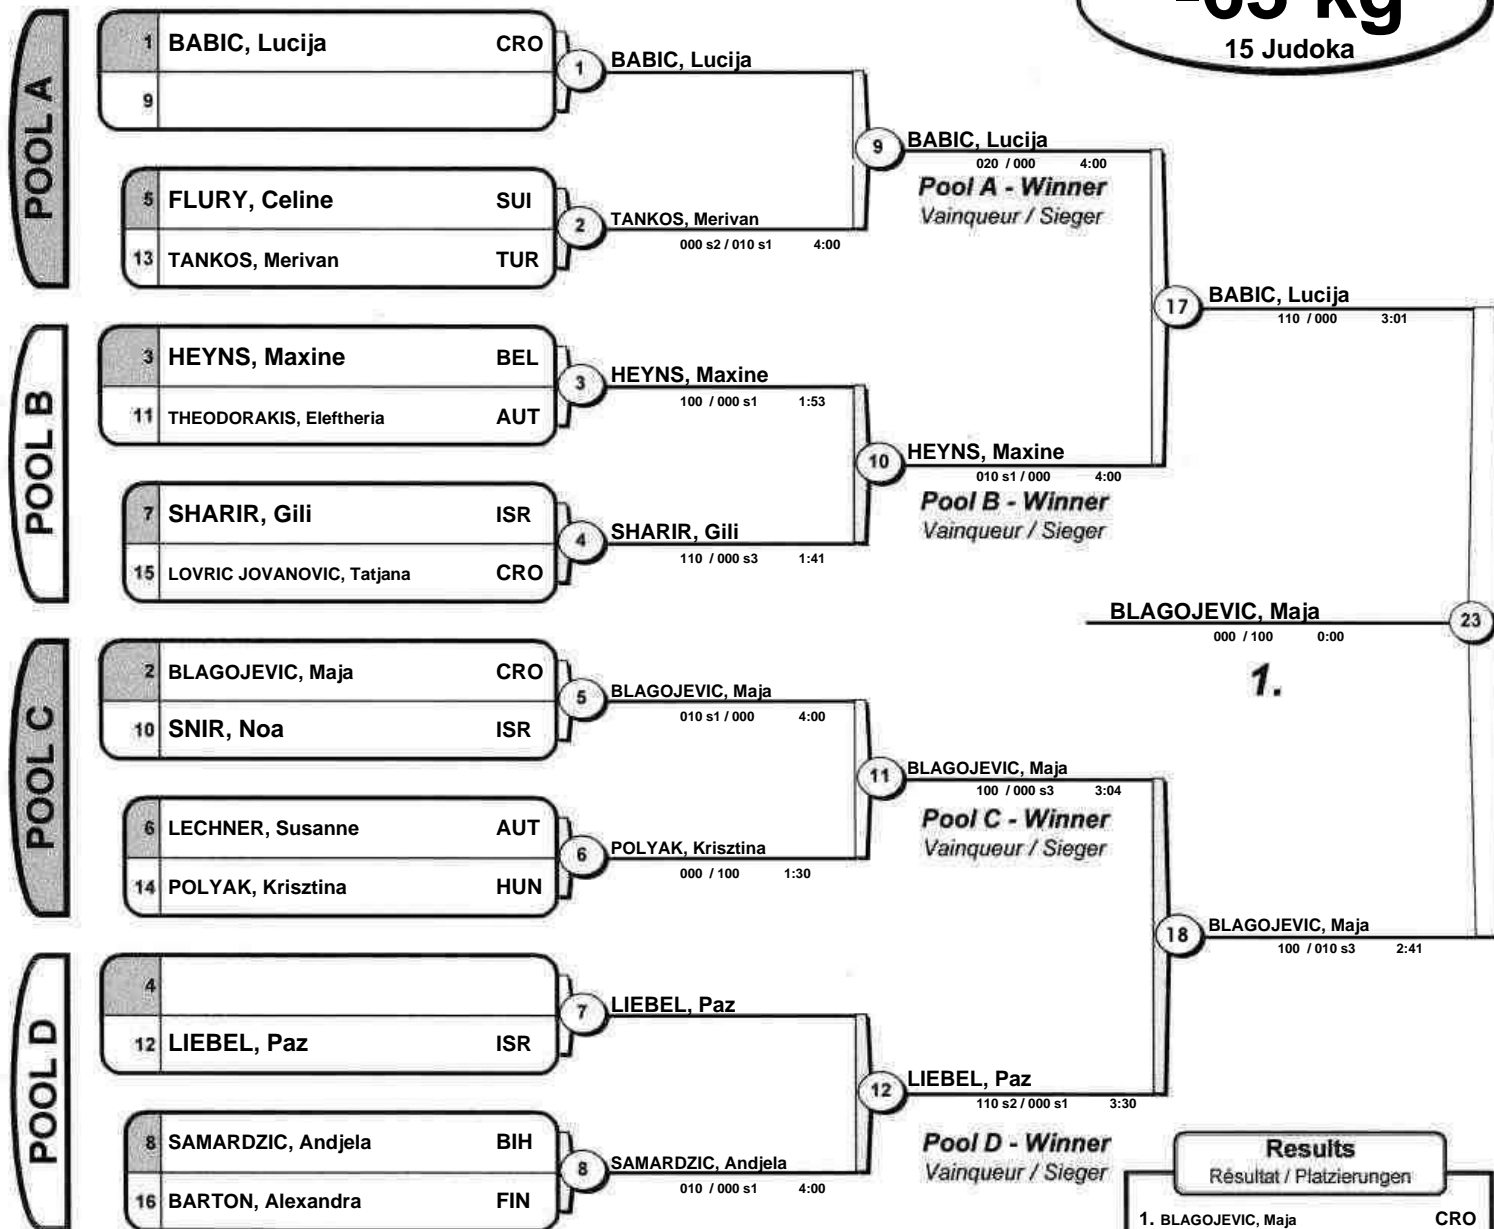 -63 kg
15 Judoka
POOL A
1 BABIC, Lucija CRO
9
1 BABIC, Lucija
5 FLURY, Celine SUI
13 TANKOS, Merivan TUR
2 TANKOS, Merivan
000 s2 / 010 s1 4:00
9 BABIC, Lucija
020 / 000 4:00
Pool A - Winner
Vainqueur / Sieger
POOL B
3 HEYNS, Maxine BEL
11 THEODORAKIS, Eleftheria AUT
3 HEYNS, Maxine
100 / 000 s1 1:53
7 SHARIR, Gili ISR
15 LOVRIC JOVANOVIC, Tatjana CRO
4 SHARIR, Gili
110 / 000 s3 1:41
10 HEYNS, Maxine
010 s1 / 000 4:00
Pool B - Winner
Vainqueur / Sieger
17 BABIC, Lucija
110 / 000 3:01
BLAGOJEVIC, Maja 23
000 / 100 0:00
1.
POOL C
2 BLAGOJEVIC, Maja CRO
10 SNIR, Noa ISR
5 BLAGOJEVIC, Maja
010 s1 / 000 4:00
6 LECHNER, Susanne AUT
14 POLYAK, Krisztina HUN
6 POLYAK, Krisztina
000 / 100 1:30
11 BLAGOJEVIC, Maja
100 / 000 s3 3:04
Pool C - Winner
Vainqueur / Sieger
18 BLAGOJEVIC, Maja
100 / 010 s3 2:41
POOL D
4
12 LIEBEL, Paz ISR
7 LIEBEL, Paz
8 SAMARDZIC, Andjela BIH
16 BARTON, Alexandra FIN
8 SAMARDZIC, Andjela
010 / 000 s1 4:00
12 LIEBEL, Paz
110 s2 / 000 s1 3:30
Pool D - Winner
Vainqueur / Sieger
Results
Résultat / Platzierungen
1. BLAGOJEVIC, Maja CRO